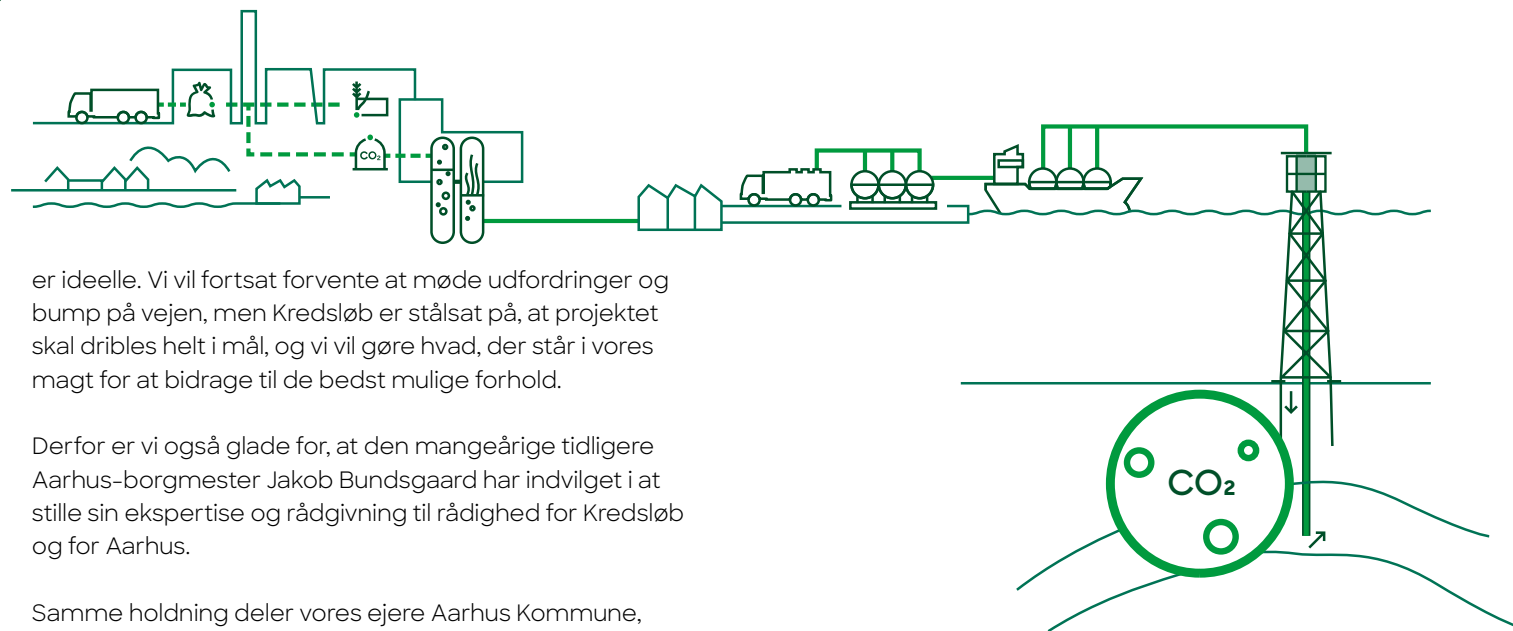 CO₂
er ideelle. Vi vil fortsat forvente at møde udfordringer og
bump på vejen, men Kredsløb er stålsat på, at projektet
skal dribles helt i mål, og vi vil gøre hvad, der står i vores
magt for at bidrage til de bedst mulige forhold.
Derfor er vi også glade for, at den mangeårige tidligere
Aarhus-borgmester Jakob Bundsgaard har indvilget i at
stille sin ekspertise og rådgivning til rådighed for Kredsløb
og for Aarhus.
Samme holdning deler vores ejere Aarhus Kommune,
CO₂